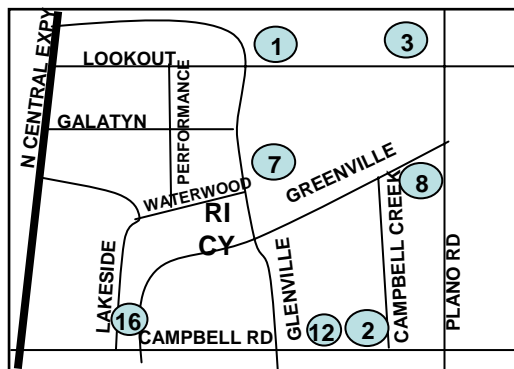 N CENTRAL EXPY
LOOKOUT
1
3
PERFORMANCE
GALATYN
7
GREENVILLE
8
WATERWOOD
RI
CY
LAKESIDE
GLENVILLE
CAMPBELL CREEK
PLANO RD
16
CAMPBELL RD
12
2